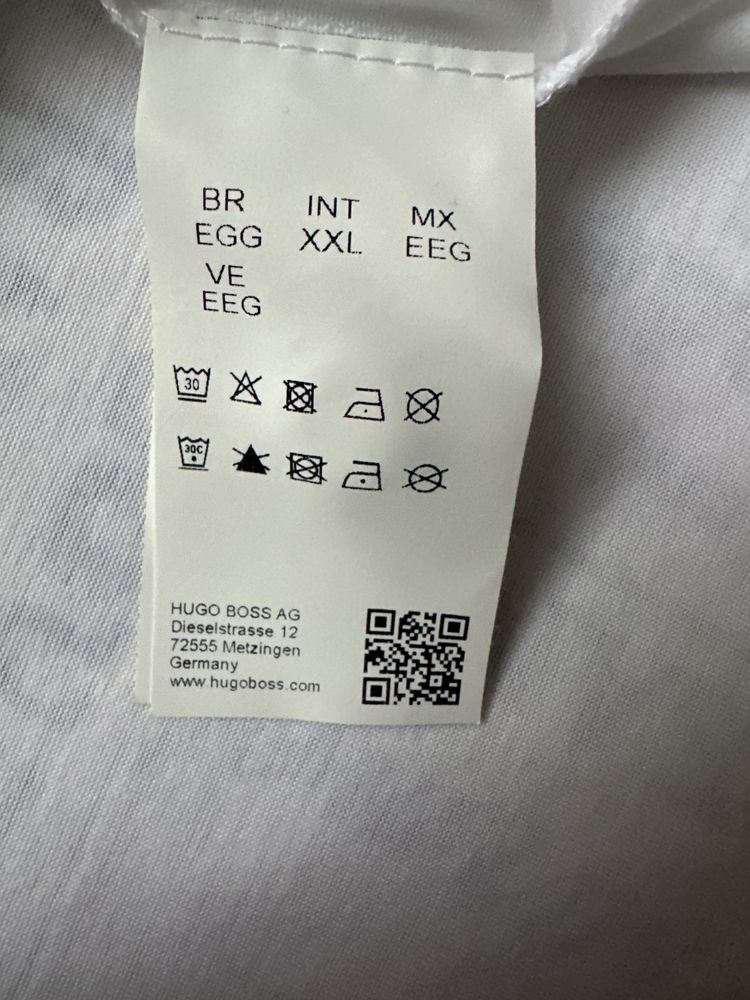 BR INT MX
EGG XXL EEG
VE
EEG
30
30C
HUGO BOSS AG
Dieselstrasse 12
72555 Metzingen
Germany
www.hugoboss.com